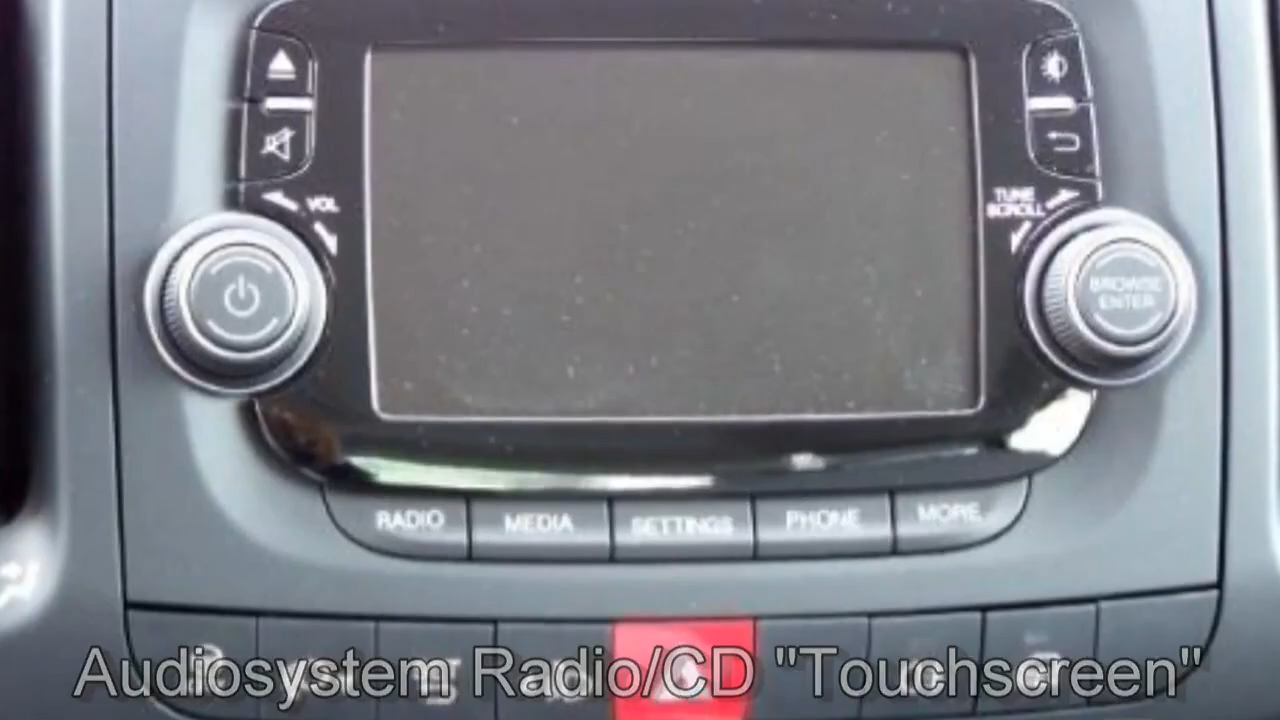 VOL
TUNE
SCROLL
BROWSE
ENTER
RADIO MEDIA SETTINGS PHONE MORE
Audiosystem Radio/CD "Touchscreen"